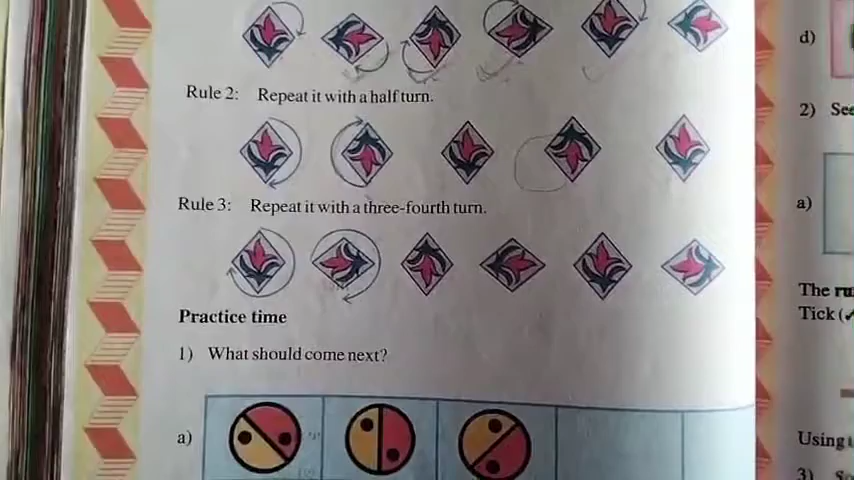 Rule 2: Repeat it with a half turn.
Rule 3: Repeat it with a three-fourth turn.
Practice time
1) What should come next?
a)
d)
2) See
a)
The ru
Tick (✓
Using
3)